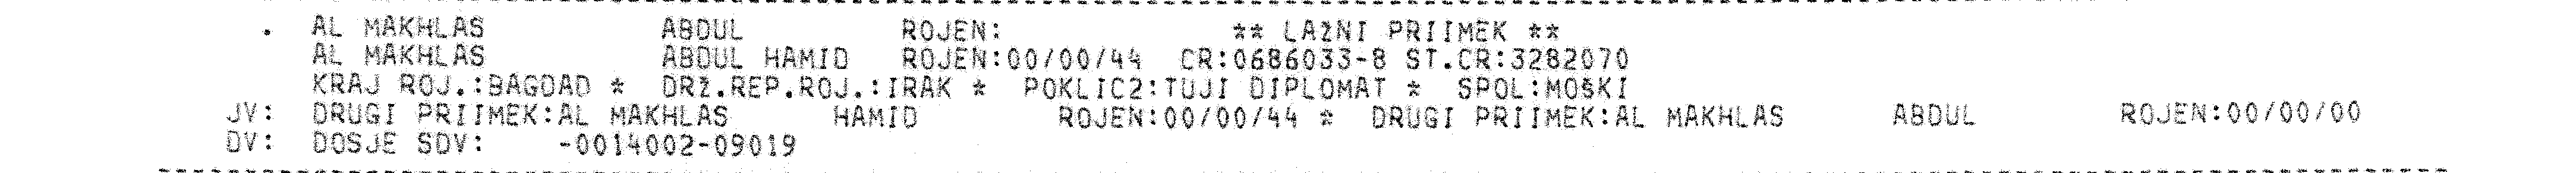 . AL MAKHLAS ABDUL ROJEN: ** LAŽNI PRIIMEK **
AL MAKHLAS ABDUL HAMID ROJEN:00/00/44 CR:0686033-8 ST.CR:3282070
KRAJ ROJ.:BAGDAD * DRŽ.REP.ROJ.:IRAK * POKLIC2:TUJI DIPLOMAT * SPOL:MOŠKI
JV: DRUGI PRIIMEK:AL MAKHLAS HAMID ROJEN:00/00/44 * DRUGI PRIIMEK:AL MAKHLAS ABDUL ROJEN:00/00/00
DV: DOSJE SDV: -0014002-09019